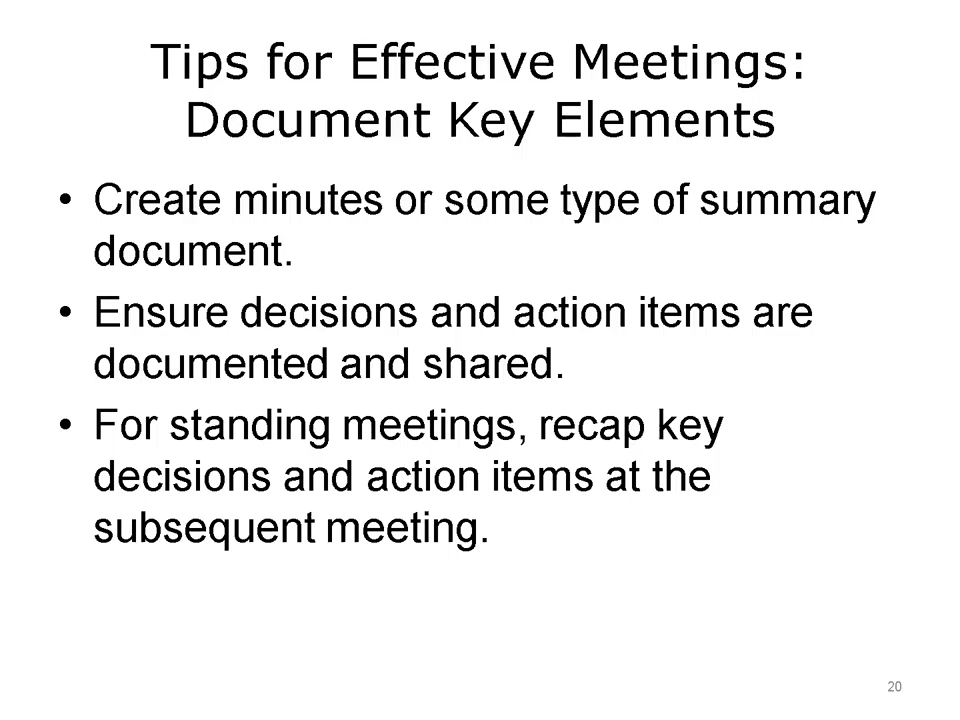 Tips for Effective Meetings:
Document Key Elements
• Create minutes or some type of summary
document.
• Ensure decisions and action items are
documented and shared.
• For standing meetings, recap key
decisions and action items at the
subsequent meeting.
20